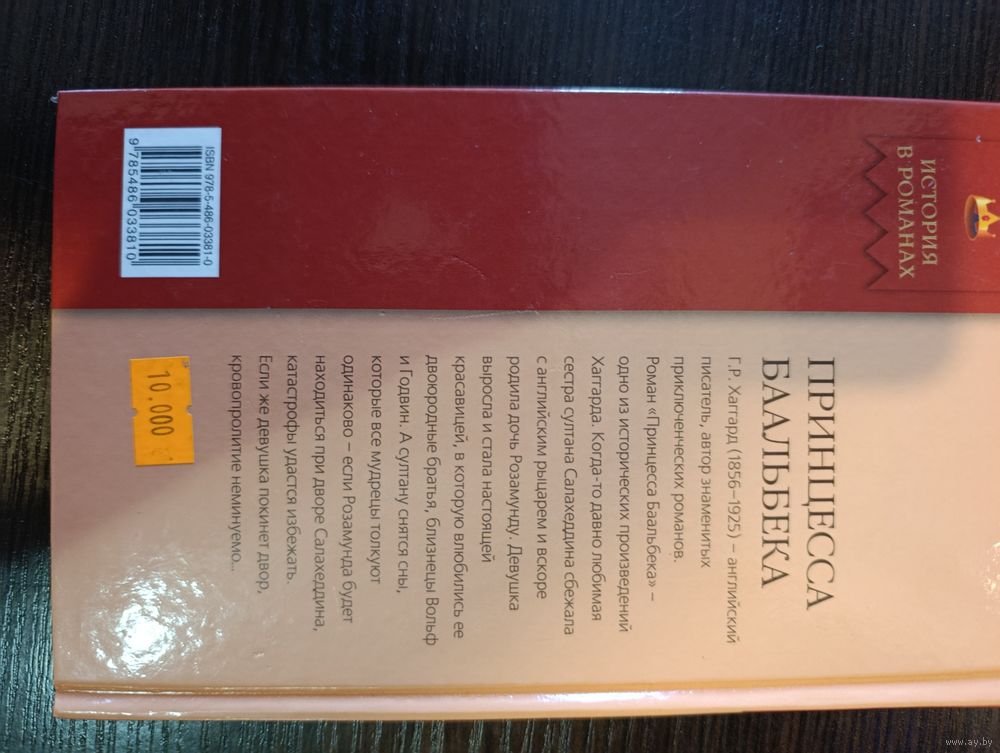 ИСТОРИЯ
В РОМАНАХ
ПРИНЦЕССА
БААЛЬБЕКА
Г.Р. Хаггард (1856–1925) – английский
писатель, автор знаменитых
приключенческих романов.
Роман «Принцесса Баальбека» –
одно из исторических произведений
Хаггарда. Когда-то давно любимая
сестра султана Салахеддина сбежала
с английским рыцарем и вскоре
родила дочь Розамунду. Девушка
выросла и стала настоящей
красавицей, в которую влюбились ее
двоюродные братья, близнецы Вольф
и Годвин. А султану снятся сны,
которые все мудрецы толкуют
одинаково – если Розамунда будет
находиться при дворе Салахеддина,
катастрофы удастся избежать.
Если же девушка покинет двор,
кровопролитие неминуемо...
ISBN 978-5-486-03381-0
9 785486 033810
10.000
www.ay.by